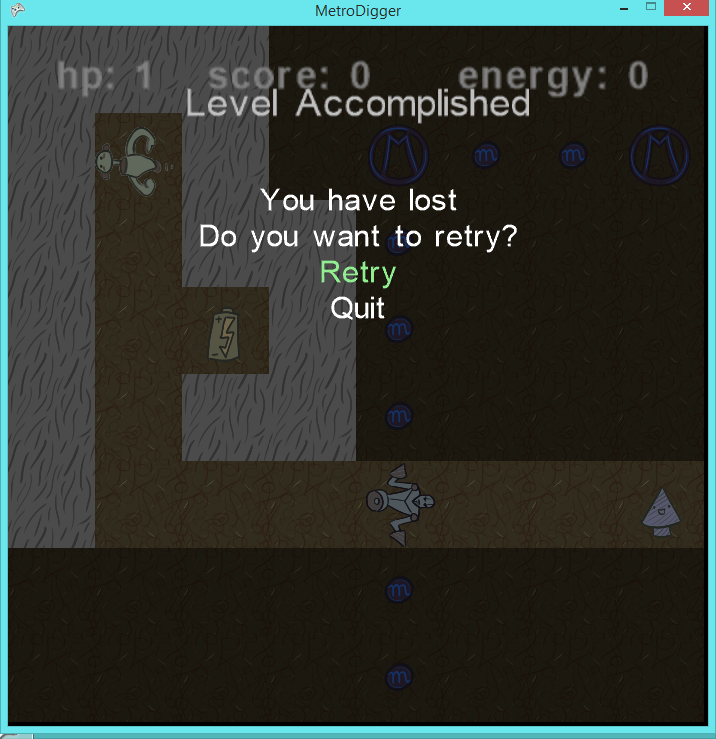 MetroDigger
hp: 1 score: 0 energy: 0
Level Accomplished
M m m M
You have lost
Do you want to retry?
m
Retry
Quit
m
m
m
m